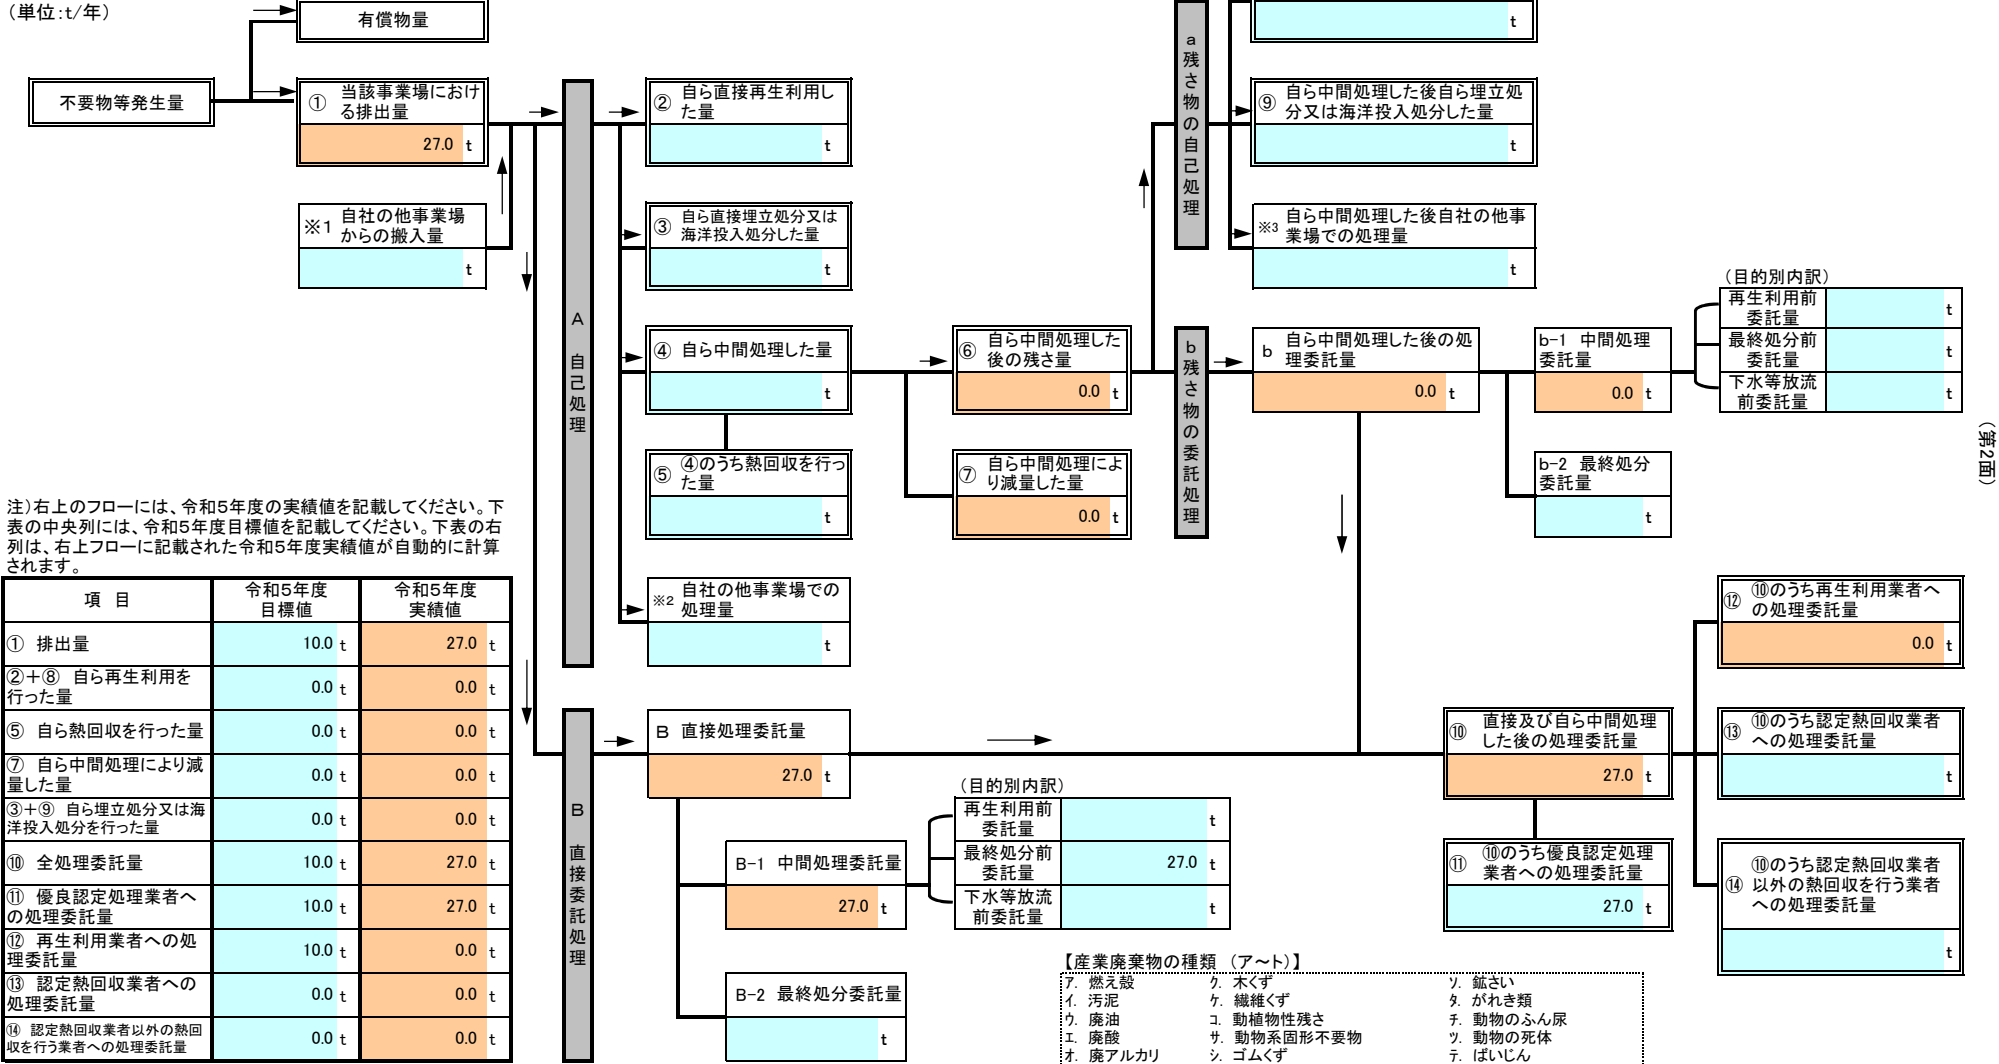 （単位：t/年）
有償物量
不要物等発生量
① 当該事業場におけ
る排出量
27.0 t
※1 自社の他事業場
からの搬入量
t
A
自己処理
② 自ら直接再生利用し
た量
t
③ 自ら直接埋立処分又は
海洋投入処分した量
t
④ 自ら中間処理した量
t
⑤ ④のうち熱回収を行っ
た量
t
※2 自社の他事業場での
処理量
t
⑥ 自ら中間処理した
後の残さ量
0.0 t
⑦ 自ら中間処理によ
り減量した量
0.0 t
a残さ物の自己処理
t
⑨ 自ら中間処理した後自ら埋立処
分又は海洋投入処分した量
t
※3 自ら中間処理した後自社の他事
業場での処理量
t
b残さ物の委託処理
b 自ら中間処理した後の処
理委託量
0.0 t
b-1 中間処理
委託量
0.0 t
b-2 最終処分
委託量
t
（目的別内訳）
再生利用前
委託量
t
最終処分前
委託量
t
下水等放流
前委託量
t
（第2面）
注）右上のフローには、令和5年度の実績値を記載してください。下
表の中央列には、令和5年度目標値を記載してください。下表の右
列は、右上フローに記載された令和5年度実績値が自動的に計算
されます。
項 目 令和5年度
目標値 令和5年度
実績値
① 排出量 10.0 t 27.0 t
②＋⑧ 自ら再生利用を
行った量 0.0 t 0.0 t
⑤ 自ら熱回収を行った量 0.0 t 0.0 t
⑦ 自ら中間処理により減
量した量 0.0 t 0.0 t
③＋⑨ 自ら埋立処分又は海
洋投入処分を行った量 0.0 t 0.0 t
⑩ 全処理委託量 10.0 t 27.0 t
⑪ 優良認定処理業者へ
の処理委託量 10.0 t 27.0 t
⑫ 再生利用業者への処
理委託量 10.0 t 0.0 t
⑬ 認定熱回収業者への
処理委託量 0.0 t 0.0 t
⑭ 認定熱回収業者以外の熱回
収を行う業者への処理委託量 0.0 t 0.0 t
B
直接委託処理
B 直接処理委託量
27.0 t
B-1 中間処理委託量
27.0 t
B-2 最終処分委託量
t
（目的別内訳）
再生利用前
委託量
t
最終処分前
委託量
27.0 t
下水等放流
前委託量
t
⑩ 直接及び自ら中間処理
した後の処理委託量
27.0 t
⑪ ⑩のうち優良認定処理
業者への処理委託量
27.0 t
⑫ ⑩のうち再生利用業者へ
の処理委託量
0.0 t
⑬ ⑩のうち認定熱回収業者
への処理委託量
t
⑭ ⑩のうち認定熱回収業者
以外の熱回収を行う業者
への処理委託量
t
【産業廃棄物の種類 （ア～ト）】
ア. 燃え殻 ク. 木くず ソ. 鉱さい
イ. 汚泥 ケ. 繊維くず タ. がれき類
ウ. 廃油 コ. 動植物性残さ チ. 動物のふん尿
エ. 廃酸 サ. 動物系固形不要物 ツ. 動物の死体
オ. 廃アルカリ シ. ゴムくず テ. ばいじん